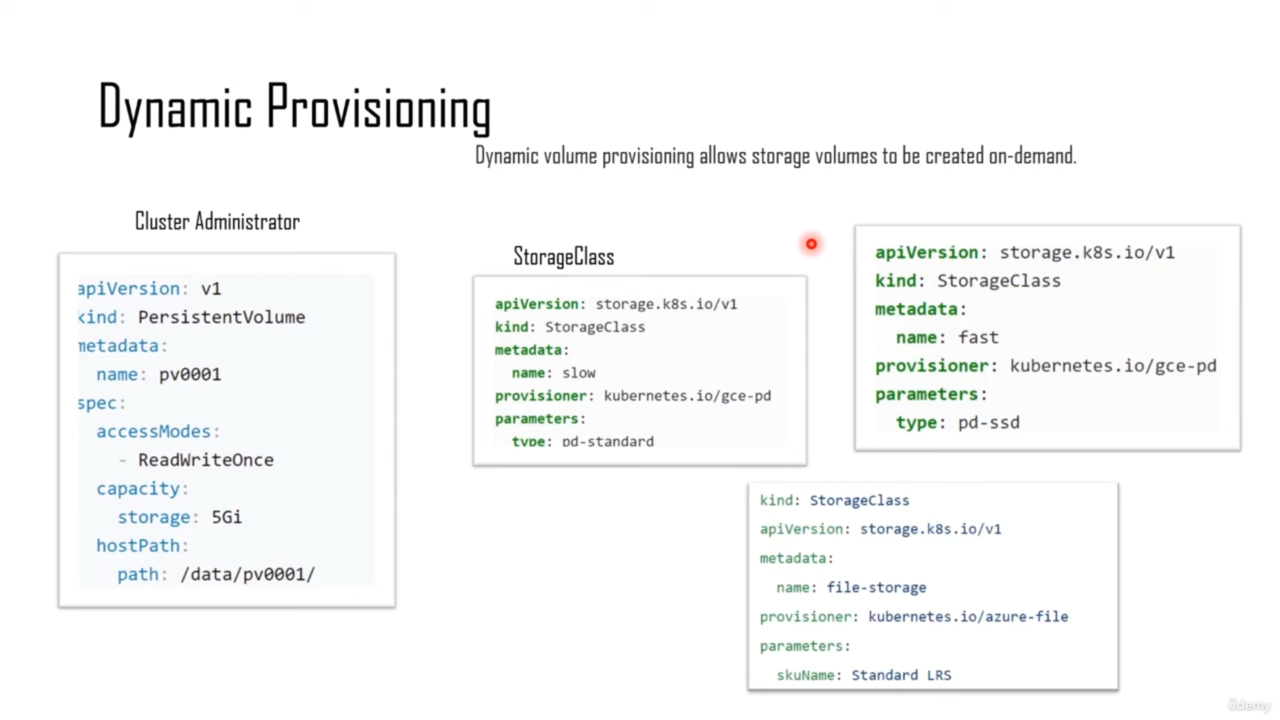 Dynamic Provisioning
Dynamic volume provisioning allows storage volumes to be created on-demand.
Cluster Administrator
apiVersion: v1
kind: PersistentVolume
metadata:
name: pv0001
spec:
accessModes:
- ReadWriteOnce
capacity:
storage: 5Gi
hostPath:
path: /data/pv0001/
StorageClass
apiVersion: storage.k8s.io/v1
kind: StorageClass
metadata:
name: slow
provisioner: kubernetes.io/gce-pd
parameters:
type: pd-standard
apiVersion: storage.k8s.io/v1
kind: StorageClass
metadata:
name: fast
provisioner: kubernetes.io/gce-pd
parameters:
type: pd-ssd
kind: StorageClass
apiVersion: storage.k8s.io/v1
metadata:
name: file-storage
provisioner: kubernetes.io/azure-file
parameters:
skuName: Standard LRS
ûdemy